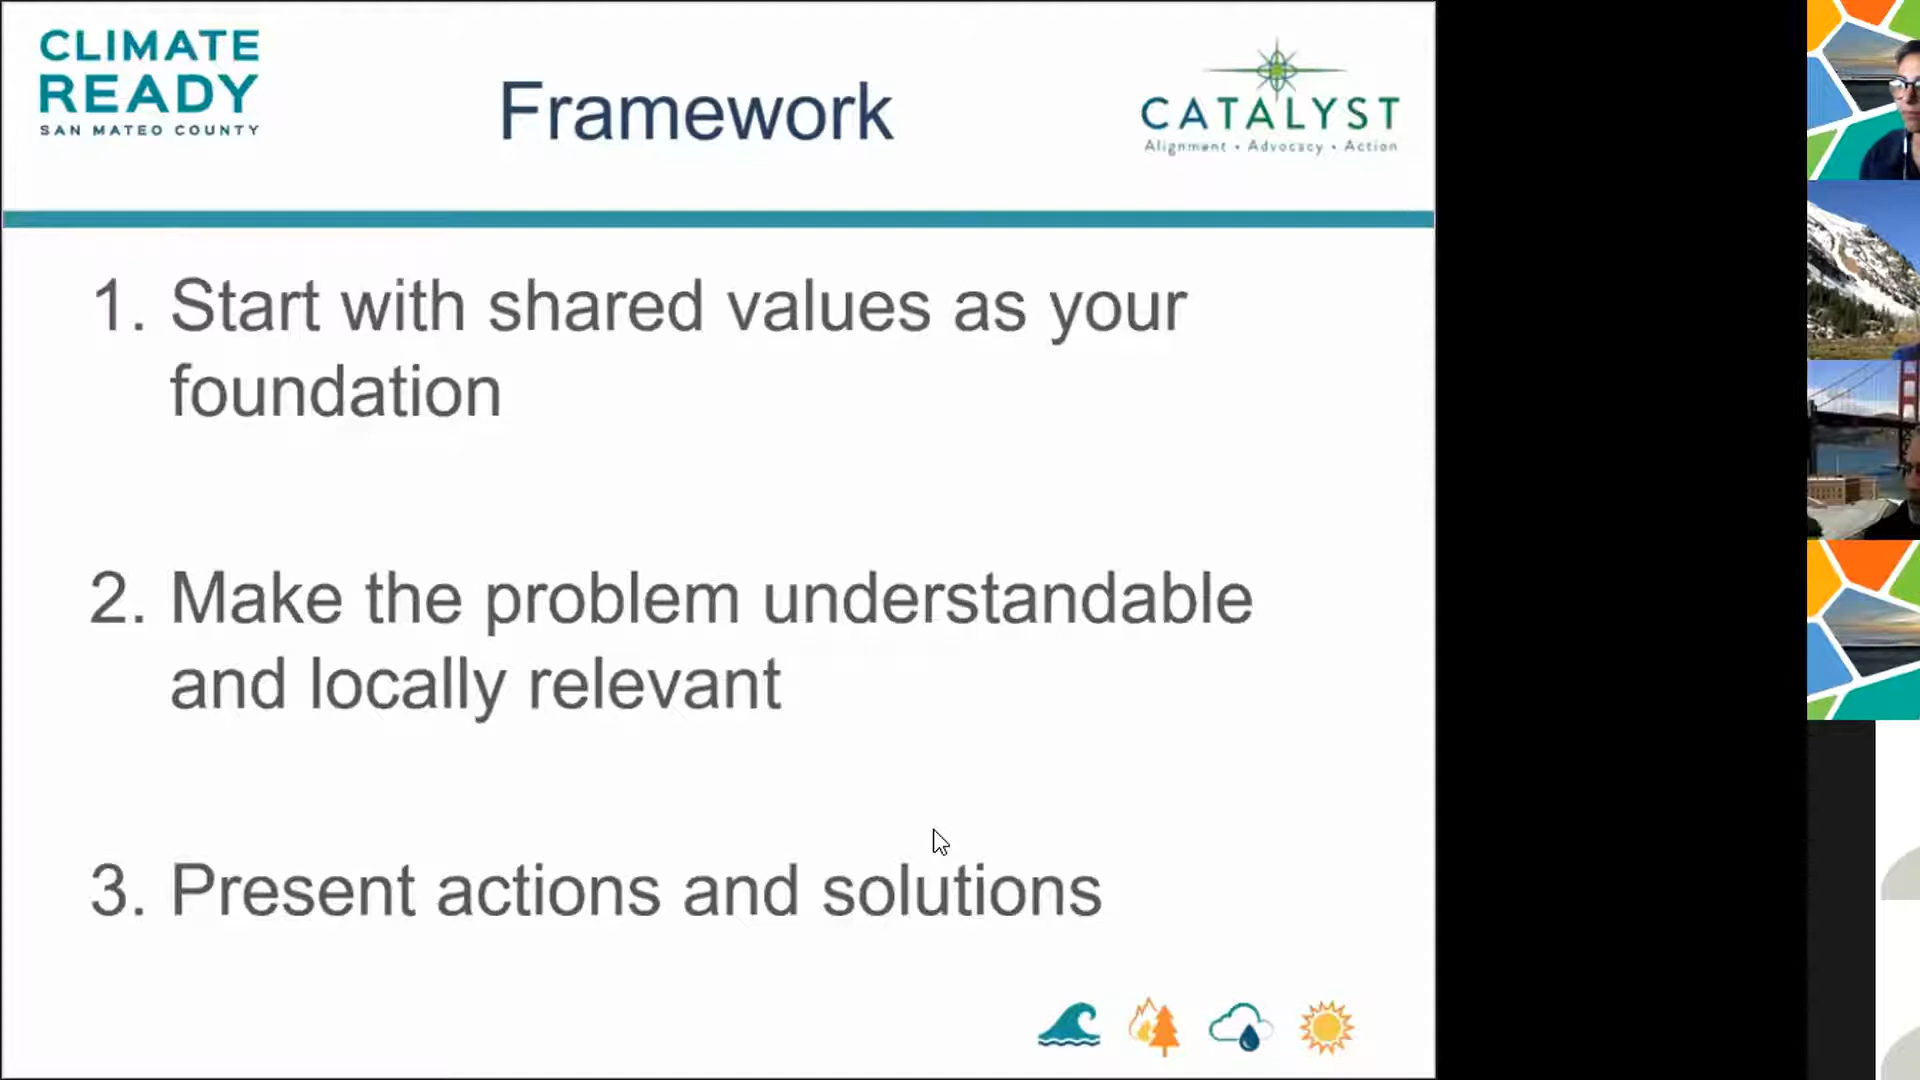 CLIMATE
READY
SAN MATEO COUNTY
Framework
CATALYST
Alignment • Advocacy • Action
1. Start with shared values as your
foundation
2. Make the problem understandable
and locally relevant
3. Present actions and solutions